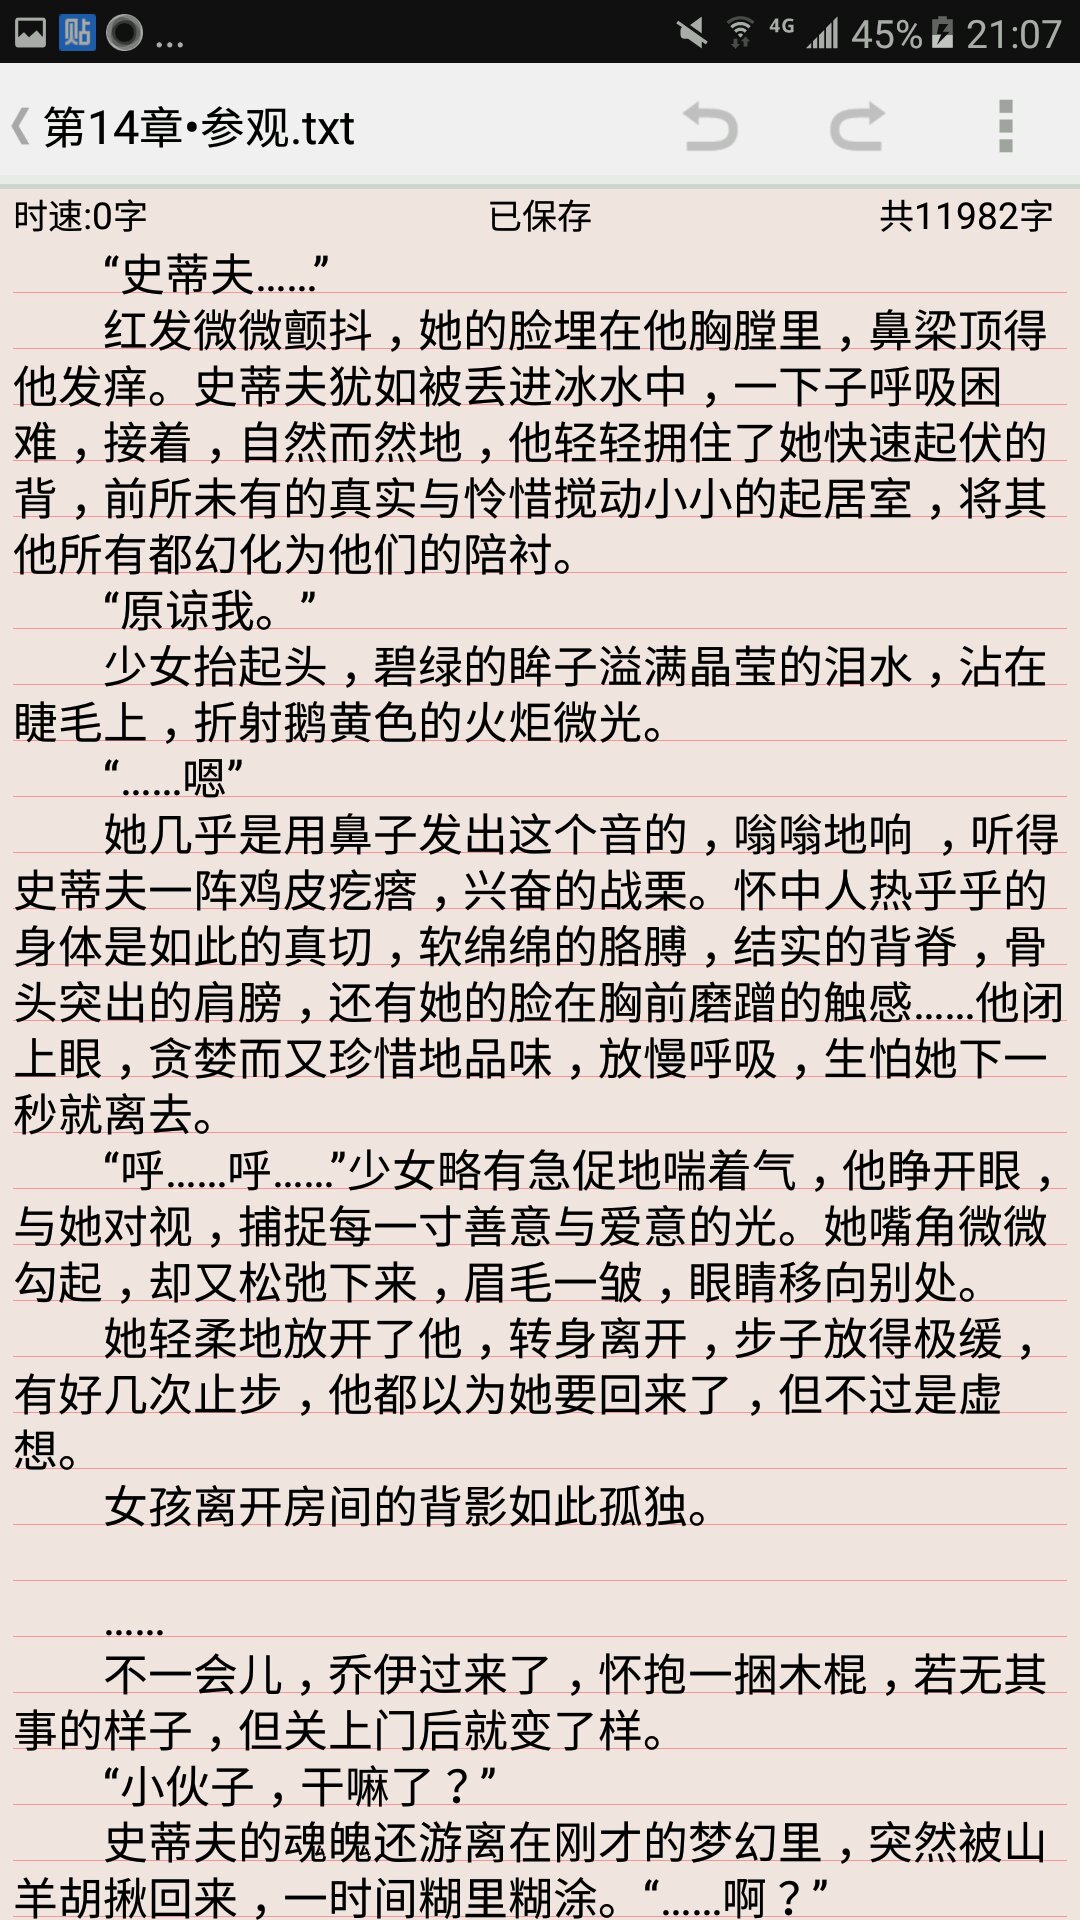 贴 ... 4G 45% 21:07
第14章•参观.txt
时速:0字 已保存 共11982字
“史蒂夫……”
红发微微颤抖，她的脸埋在他胸膛里，鼻梁顶得
他发痒。史蒂夫犹如被丢进冰水中，一下子呼吸困
难，接着，自然而然地，他轻轻拥住了她快速起伏的
背，前所未有的真实与怜惜搅动小小的起居室，将其
他所有都幻化为他们的陪衬。
“原谅我。”
少女抬起头，碧绿的眸子溢满晶莹的泪水，沾在
睫毛上，折射鹅黄色的火炬微光。
“……嗯”
她几乎是用鼻子发出这个音的，嗡嗡地响 ，听得
史蒂夫一阵鸡皮疙瘩，兴奋的战栗。怀中人热乎乎的
身体是如此的真切，软绵绵的胳膊，结实的背脊，骨
头突出的肩膀，还有她的脸在胸前磨蹭的触感……他闭
上眼，贪婪而又珍惜地品味，放慢呼吸，生怕她下一
秒就离去。
“呼……呼……”少女略有急促地喘着气，他睁开眼，
与她对视，捕捉每一寸善意与爱意的光。她嘴角微微
勾起，却又松弛下来，眉毛一皱，眼睛移向别处。
她轻柔地放开了他，转身离开，步子放得极缓，
有好几次止步，他都以为她要回来了，但不过是虚
想。
女孩离开房间的背影如此孤独。
……
不一会儿，乔伊过来了，怀抱一捆木棍，若无其
事的样子，但关上门后就变了样。
“小伙子，干嘛了？”
史蒂夫的魂魄还游离在刚才的梦幻里，突然被山
羊胡揪回来，一时间糊里糊涂。“……啊？”